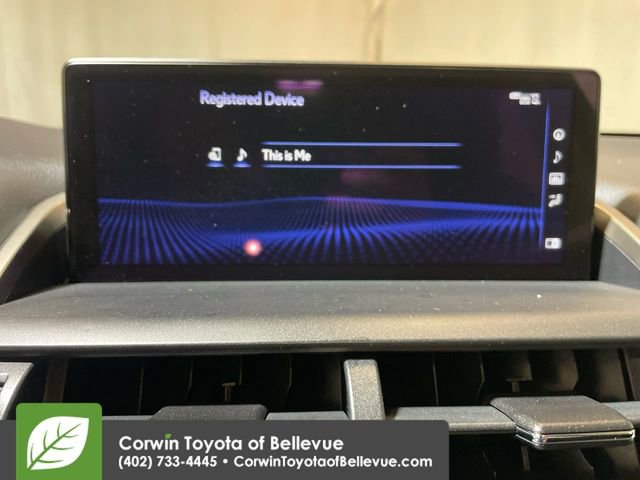 Registered Device
This is Me
Corwin Toyota of Bellevue
(402) 733-4445 • CorwinToyotaofBellevue.com